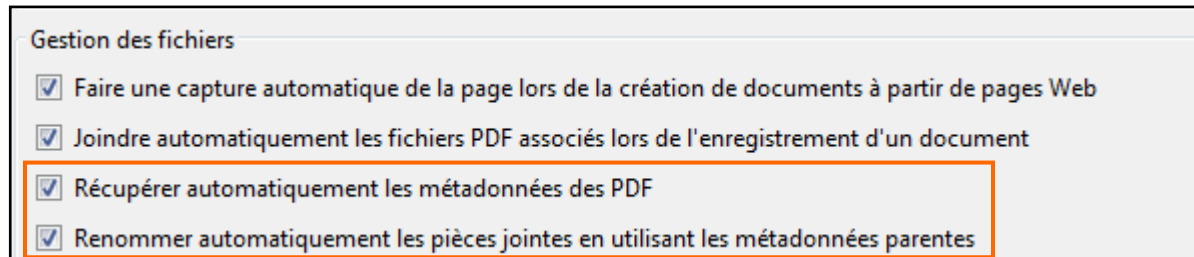 Gestion des fichiers
Faire une capture automatique de la page lors de la création de documents à partir de pages Web
Joindre automatiquement les fichiers PDF associés lors de l'enregistrement d'un document
Récupérer automatiquement les métadonnées des PDF
Renommer automatiquement les pièces jointes en utilisant les métadonnées parentes